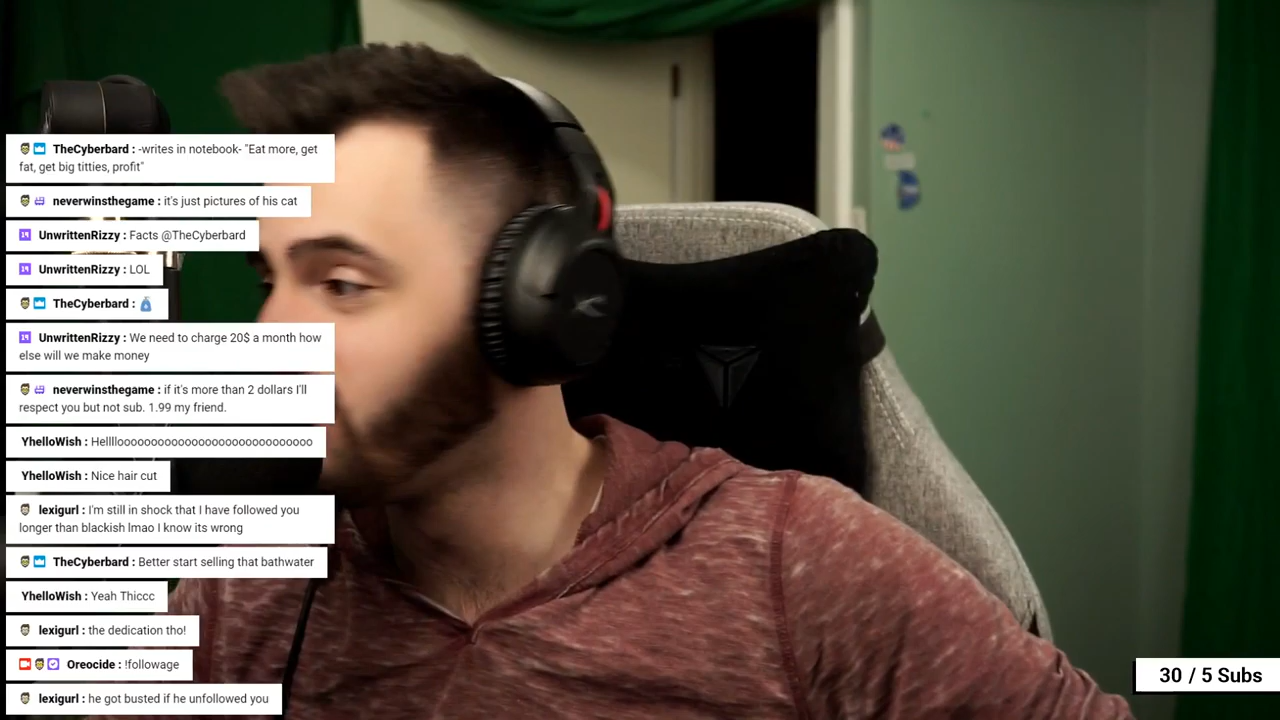 TheCyberbard : -writes in notebook- "Eat more, get
fat, get big titties, profit"
neverwinsthegame : it's just pictures of his cat
UnwrittenRizzy : Facts @TheCyberbard
UnwrittenRizzy : LOL
TheCyberbard :
UnwrittenRizzy : We need to charge 20$ a month how
else will we make money
neverwinsthegame : if it's more than 2 dollars I'll
respect you but not sub. 1.99 my friend.
YhelloWish : Hellllooooooooooooooooooooooooooooooo
YhelloWish : Nice hair cut
lexigurl : I'm still in shock that I have followed you
longer than blackish lmao I know its wrong
TheCyberbard : Better start selling that bathwater
YhelloWish : Yeah Thiccc
lexigurl : the dedication tho!
Oreocide : !followage
lexigurl : he got busted if he unfollowed you
30 / 5 Subs